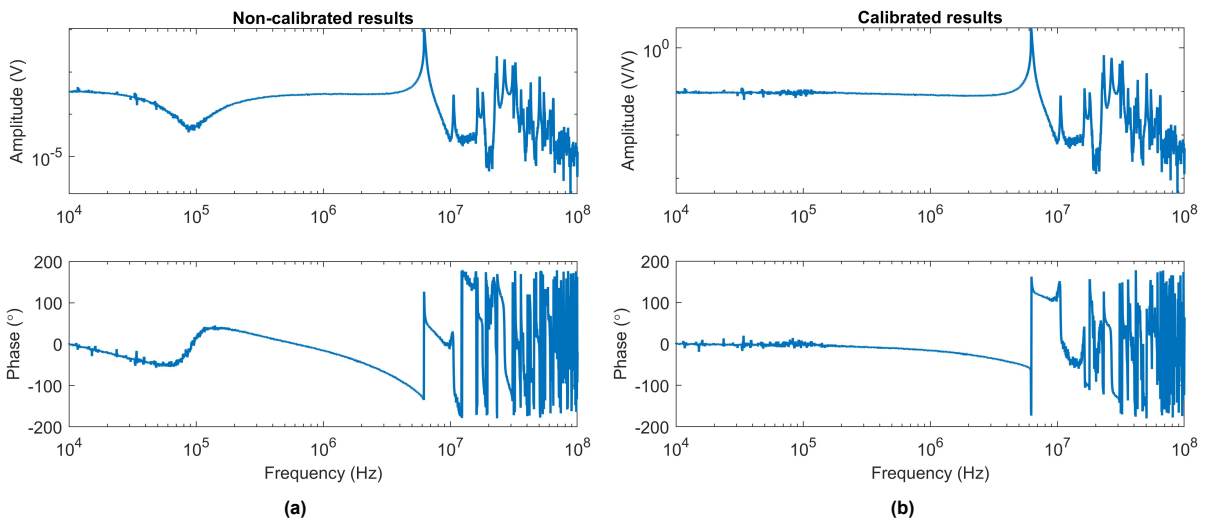 Non-calibrated results
Amplitude (V)
10^-5
10^4 10^5 10^6 10^7 10^8
200
100
0
-100
-200
Phase (°)
10^4 10^5 10^6 10^7 10^8
Frequency (Hz)
(a)
Calibrated results
Amplitude (V/V)
10^0
10^4 10^5 10^6 10^7 10^8
200
100
0
-100
-200
Phase (°)
10^4 10^5 10^6 10^7 10^8
Frequency (Hz)
(b)